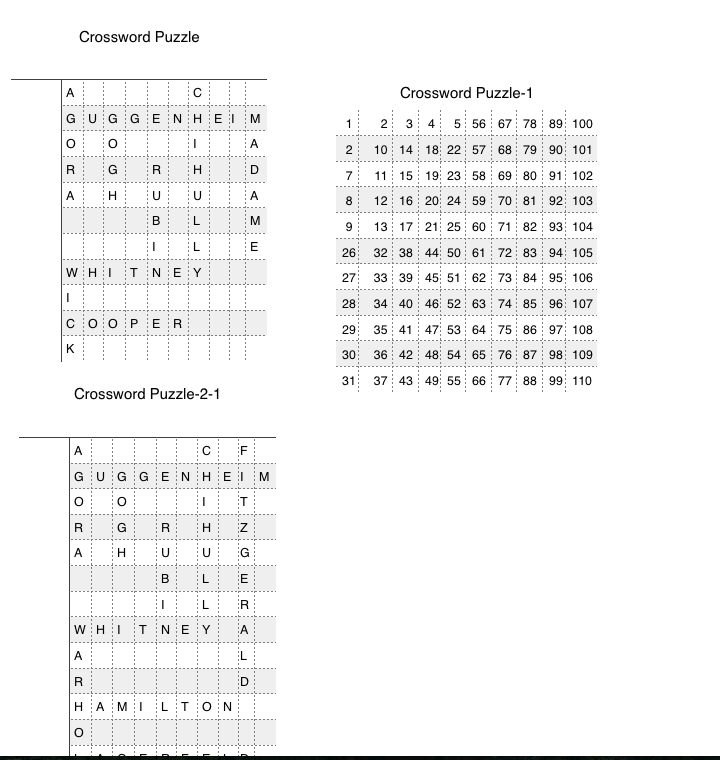 Crossword Puzzle
A C
G U G G E N H E I M
O O I A
R G R H D
A H U U A
B L M
I L E
W H I T N E Y
I
C O O P E R
K
Crossword Puzzle-1
1 2 3 4 5 56 67 78 89 100
2 10 14 18 22 57 68 79 90 101
7 11 15 19 23 58 69 80 91 102
8 12 16 20 24 59 70 81 92 103
9 13 17 21 25 60 71 82 93 104
26 32 38 44 50 61 72 83 94 105
27 33 39 45 51 62 73 84 95 106
28 34 40 46 52 63 74 85 96 107
29 35 41 47 53 64 75 86 97 108
30 36 42 48 54 65 76 87 98 109
31 37 43 49 55 66 77 88 99 110
Crossword Puzzle-2-1
A C F
G U G G E N H E I M
O O I T
R G R H Z
A H U U G
B L E
I L R
W H I T N E Y A
A L
R D
H A M I L T O N
O